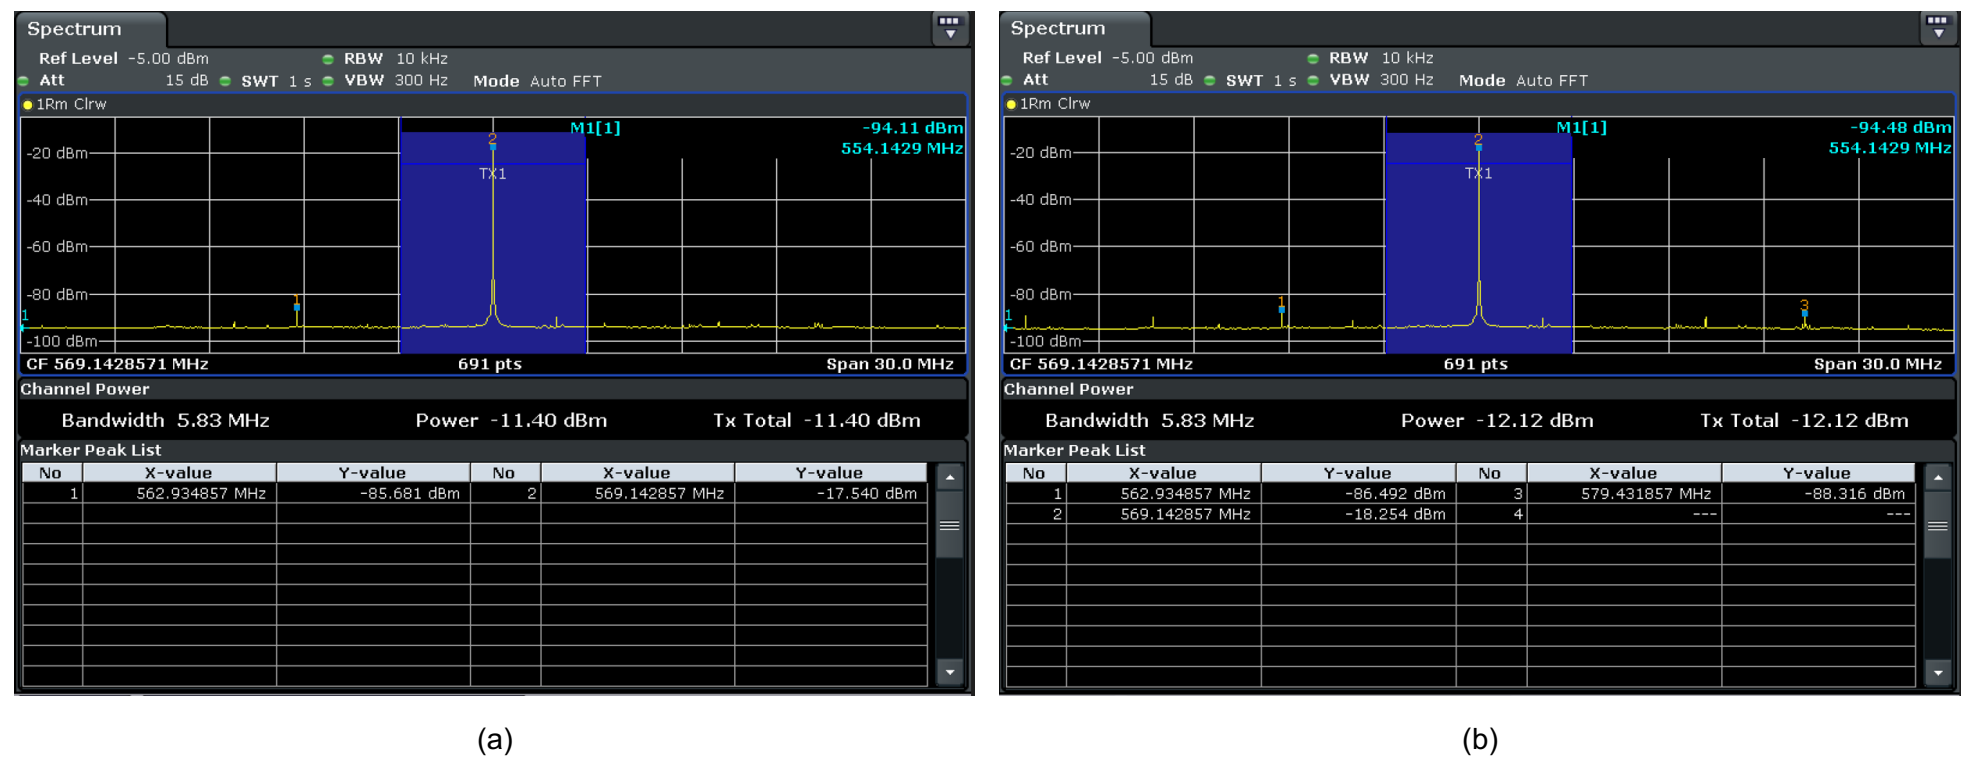 Spectrum
Ref Level -5.00 dBm RBW 10 kHz
Att 15 dB SWT 1 s VBW 300 Hz Mode Auto FFT
1Rm Clrw
M1[1] -94.11 dBm
554.1429 MHz
2
TX1
-20 dBm
-40 dBm
-60 dBm
-80 dBm
1
1
-100 dBm
CF 569.1428571 MHz 691 pts Span 30.0 MHz
Channel Power
Bandwidth 5.83 MHz Power -11.40 dBm Tx Total -11.40 dBm
Marker Peak List
No X-value Y-value No X-value Y-value
1 562.934857 MHz -85.681 dBm 2 569.142857 MHz -17.540 dBm
(a)
Spectrum
Ref Level -5.00 dBm RBW 10 kHz
Att 15 dB SWT 1 s VBW 300 Hz Mode Auto FFT
1Rm Clrw
M1[1] -94.48 dBm
554.1429 MHz
2
TX1
-20 dBm
-40 dBm
-60 dBm
-80 dBm
1
3
1
-100 dBm
CF 569.1428571 MHz 691 pts Span 30.0 MHz
Channel Power
Bandwidth 5.83 MHz Power -12.12 dBm Tx Total -12.12 dBm
Marker Peak List
No X-value Y-value No X-value Y-value
1 562.934857 MHz -86.492 dBm 3 579.431857 MHz -88.316 dBm
2 569.142857 MHz -18.254 dBm 4 --- ---
(b)